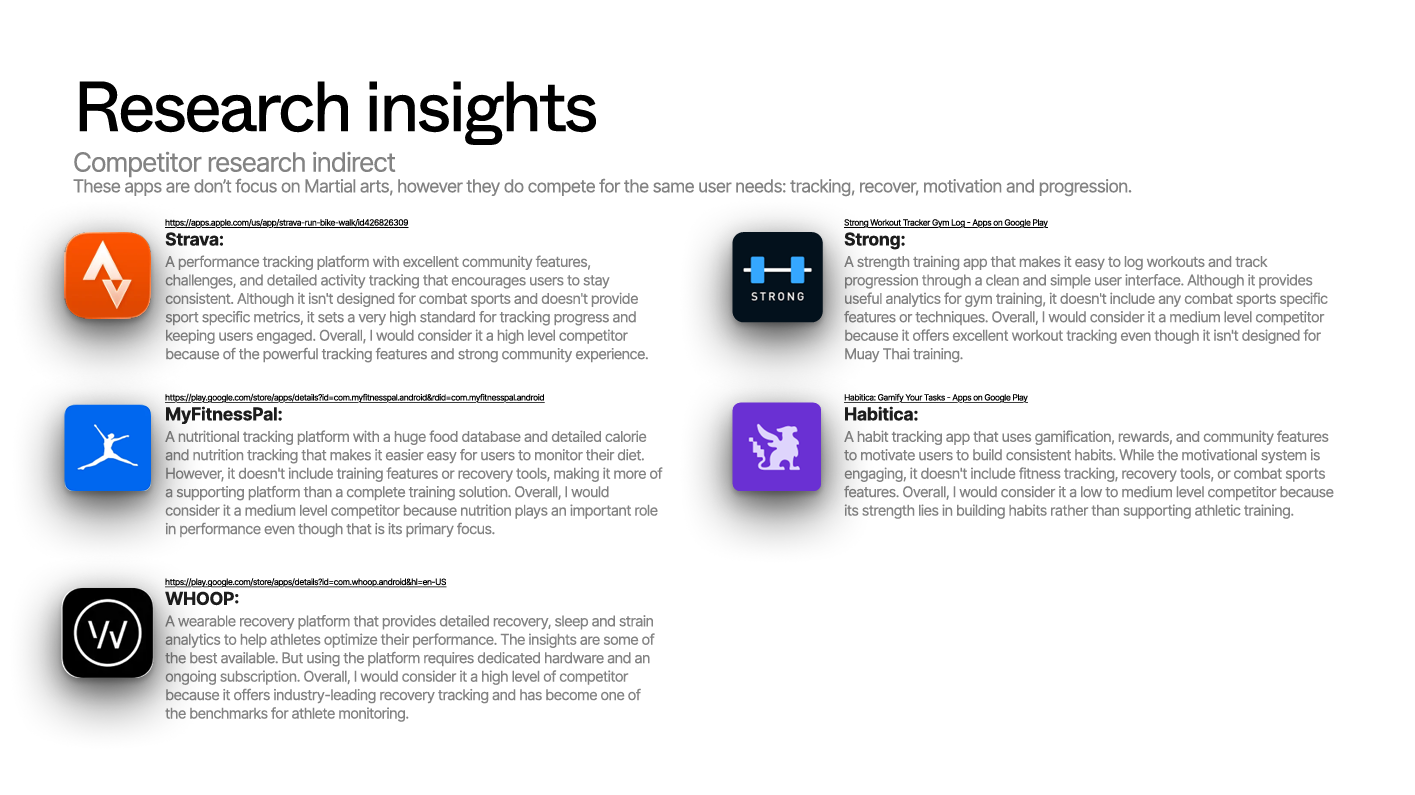 Research insights
Competitor research indirect
These apps are don’t focus on Martial arts, however they do compete for the same user needs: tracking, recover, motivation and progression.
https://apps.apple.com/us/app/strava-run-bike-walk/id426826309
Strava:
A performance tracking platform with excellent community features,
challenges, and detailed activity tracking that encourages users to stay
consistent. Although it isn't designed for combat sports and doesn't provide
sport specific metrics, it sets a very high standard for tracking progress and
keeping users engaged. Overall, I would consider it a high level competitor
because of the powerful tracking features and strong community experience.
https://play.google.com/store/apps/details?id=com.myfitnesspal.android&rdid=com.myfitnesspal.android
MyFitnessPal:
A nutritional tracking platform with a huge food database and detailed calorie
and nutrition tracking that makes it easier easy for users to monitor their diet.
However, it doesn't include training features or recovery tools, making it more of
a supporting platform than a complete training solution. Overall, I would
consider it a medium level competitor because nutrition plays an important role
in performance even though that is its primary focus.
https://play.google.com/store/apps/details?id=com.whoop.android&hl=en-US
WHOOP:
A wearable recovery platform that provides detailed recovery, sleep and strain
analytics to help athletes optimize their performance. The insights are some of
the best available. But using the platform requires dedicated hardware and an
ongoing subscription. Overall, I would consider it a high level of competitor
because it offers industry-leading recovery tracking and has become one of
the benchmarks for athlete monitoring.
Strong Workout Tracker Gym Log - Apps on Google Play
STRONG
Strong:
A strength training app that makes it easy to log workouts and track
progression through a clean and simple user interface. Although it provides
useful analytics for gym training, it doesn't include any combat sports specific
features or techniques. Overall, I would consider it a medium level competitor
because it offers excellent workout tracking even though it isn't designed for
Muay Thai training.
Habitica: Gamify Your Tasks - Apps on Google Play
Habitica:
A habit tracking app that uses gamification, rewards, and community features
to motivate users to build consistent habits. While the motivational system is
engaging, it doesn't include fitness tracking, recovery tools, or combat sports
features. Overall, I would consider it a low to medium level competitor because
its strength lies in building habits rather than supporting athletic training.